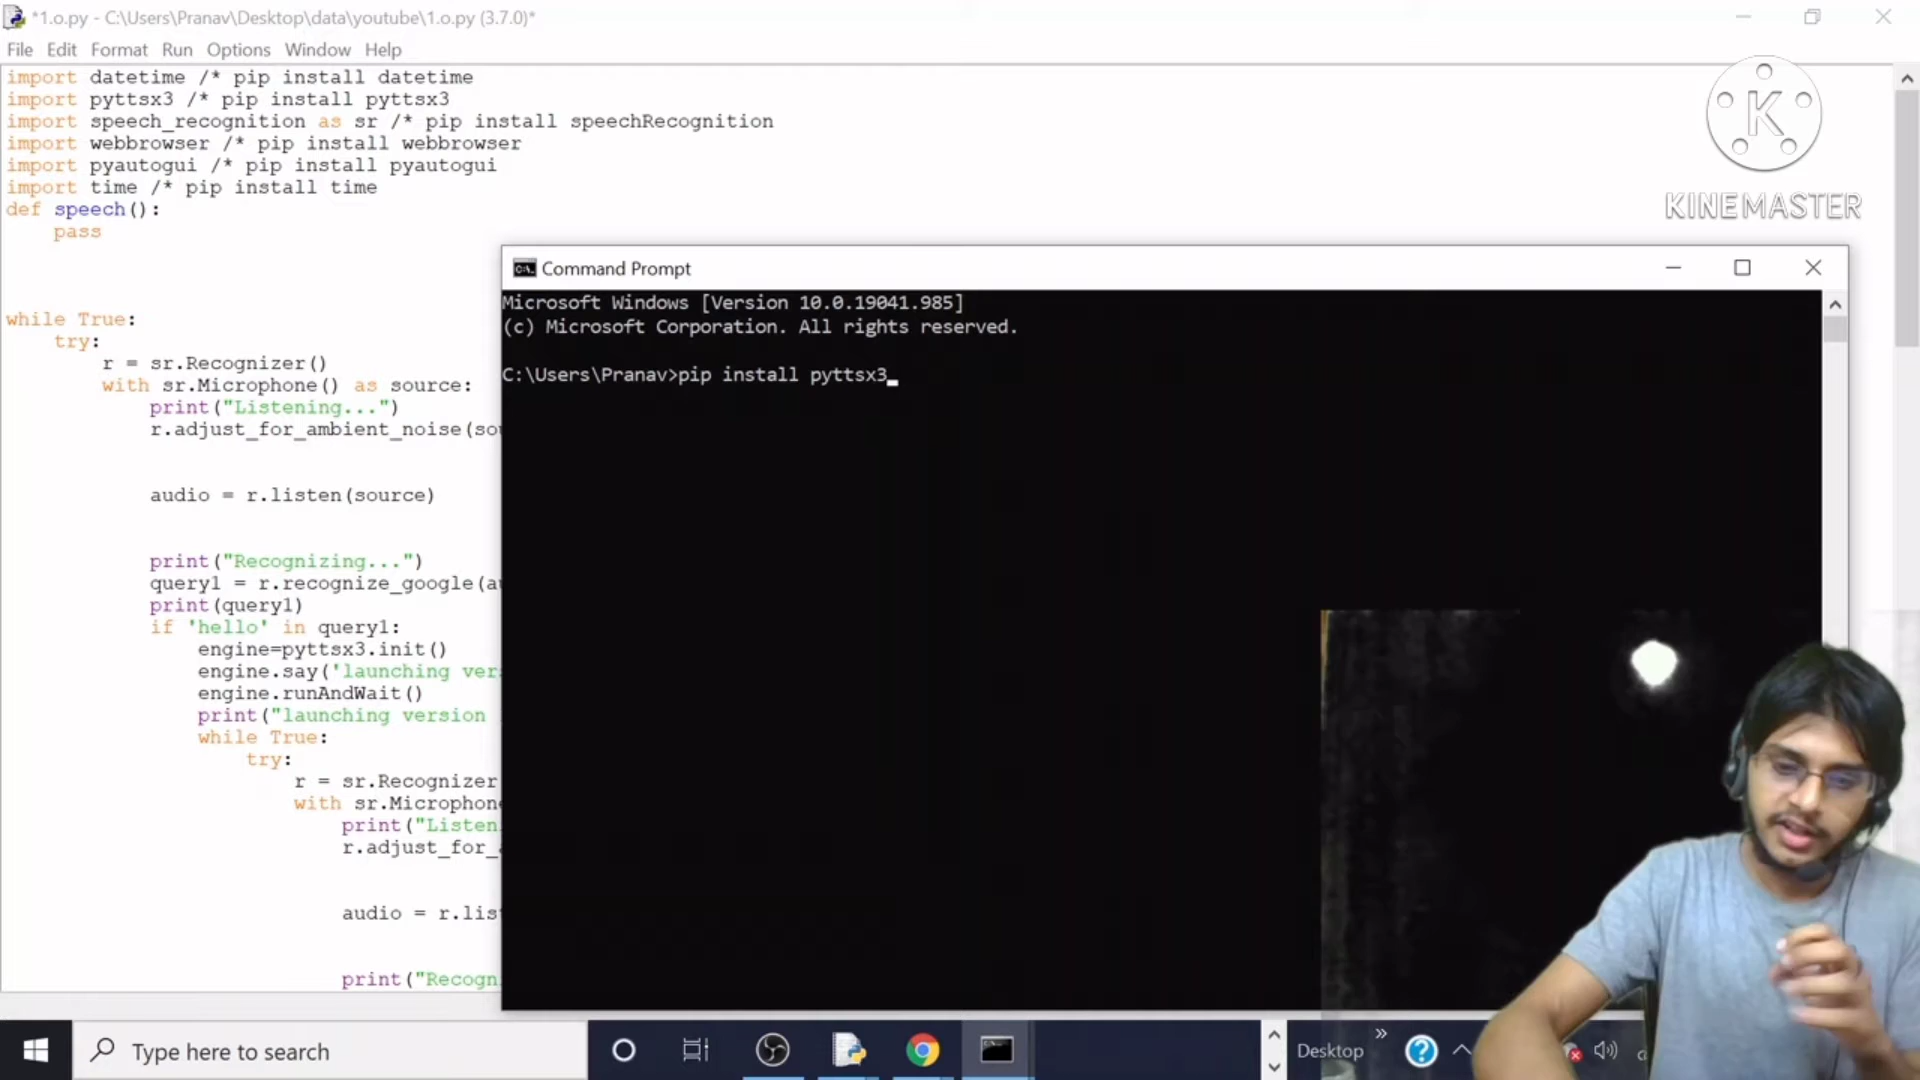 *1.o.py - C:\Users\Pranav\Desktop\data\youtube\1.o.py (3.7.0)*
File Edit Format Run Options Window Help
import datetime /* pip install datetime
import pyttsx3 /* pip install pyttsx3
import speech_recognition as sr /* pip install speechRecognition
import webbrowser /* pip install webbrowser
import pyautogui /* pip install pyautogui
import time /* pip install time
def speech():
    pass
while True:
    try:
        r = sr.Recognizer()
        with sr.Microphone() as source:
            print("Listening...")
            r.adjust_for_ambient_noise(sou
            audio = r.listen(source)
            print("Recognizing...")
            query1 = r.recognize_google(au
            print(query1)
            if 'hello' in query1:
                engine=pyttsx3.init()
                engine.say('launching ver
                engine.runAndWait()
                print("launching version
                while True:
                    try:
                        r = sr.Recognizer
                        with sr.Microphon
                            print("Listen
                            r.adjust_for_
                            audio = r.lis
                            print("Recogn
K
KINEMASTER
Command Prompt
Microsoft Windows [Version 10.0.19041.985]
(c) Microsoft Corporation. All rights reserved.
C:\Users\Pranav>pip install pyttsx3
Type here to search
Desktop